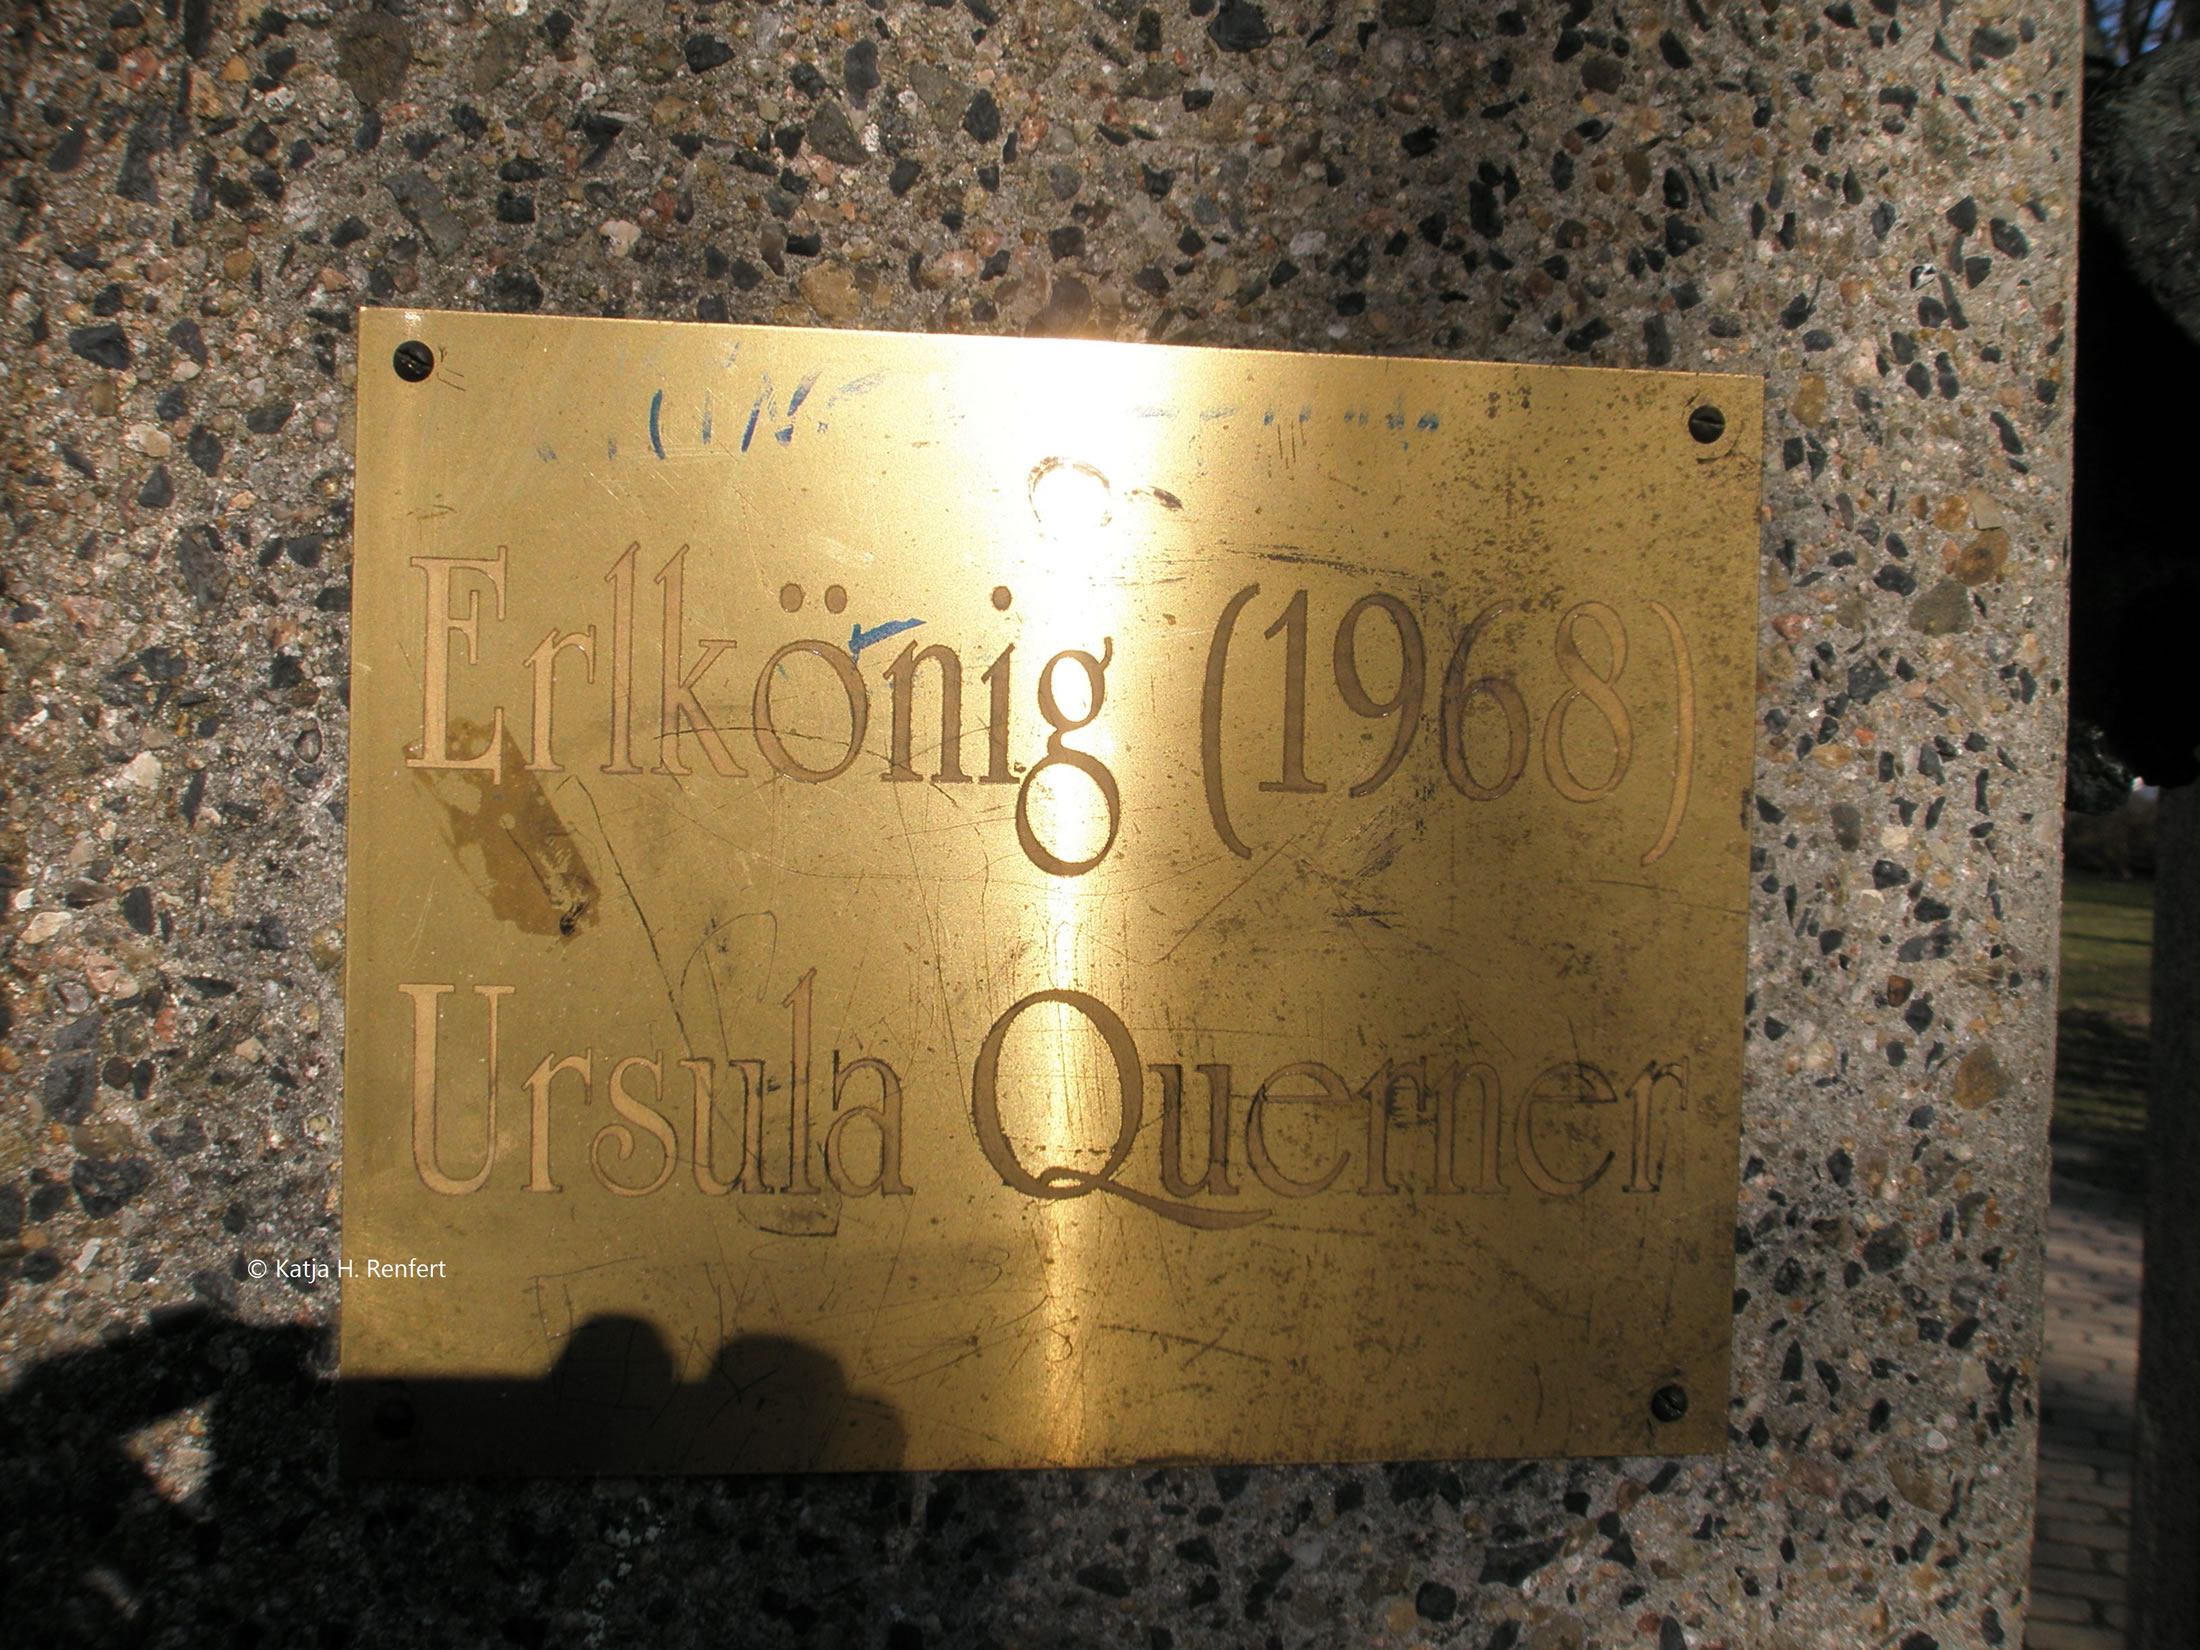 Erlkönig (1968)
Ursula Querner
© Katja H. Renfert